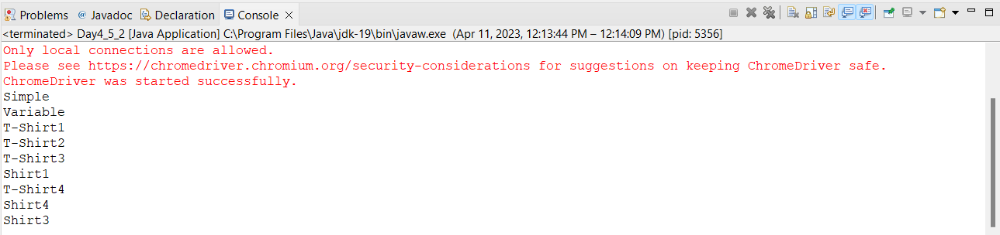 Problems @ Javadoc Declaration Console
<terminated> Day4_5_2 [Java Application] C:\Program Files\Java\jdk-19\bin\javaw.exe (Apr 11, 2023, 12:13:44 PM – 12:14:09 PM) [pid: 5356]
Only local connections are allowed.
Please see https://chromedriver.chromium.org/security-considerations for suggestions on keeping ChromeDriver safe.
ChromeDriver was started successfully.
Simple
Variable
T-Shirt1
T-Shirt2
T-Shirt3
Shirt1
T-Shirt4
Shirt4
Shirt3